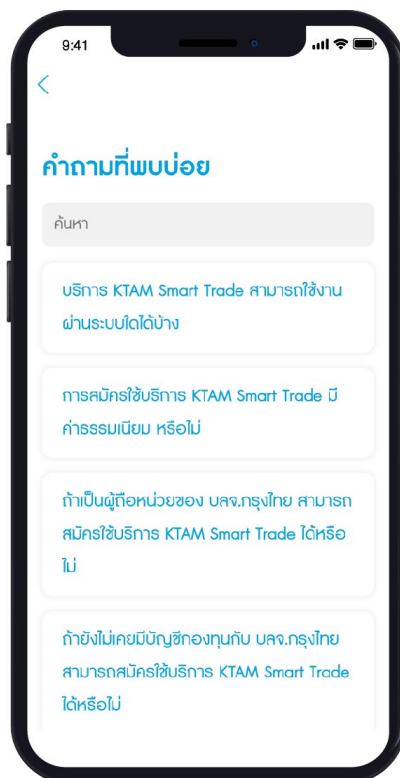 9:41
คำถามที่พบบ่อย
ค้นหา
บริการ KTAM Smart Trade สามารถใช้งาน
ผ่านระบบใดได้บ้าง
การสมัครใช้บริการ KTAM Smart Trade มี
ค่าธรรมเนียม หรือไม่
ถ้าเป็นผู้ถือหน่วยของ บลจ.กรุงไทย สามารถ
สมัครใช้บริการ KTAM Smart Trade ได้หรือ
ไม่
ถ้ายังไม่เคยมีบัญชีกองทุนกับ บลจ.กรุงไทย
สามารถสมัครใช้บริการ KTAM Smart Trade
ได้หรือไม่